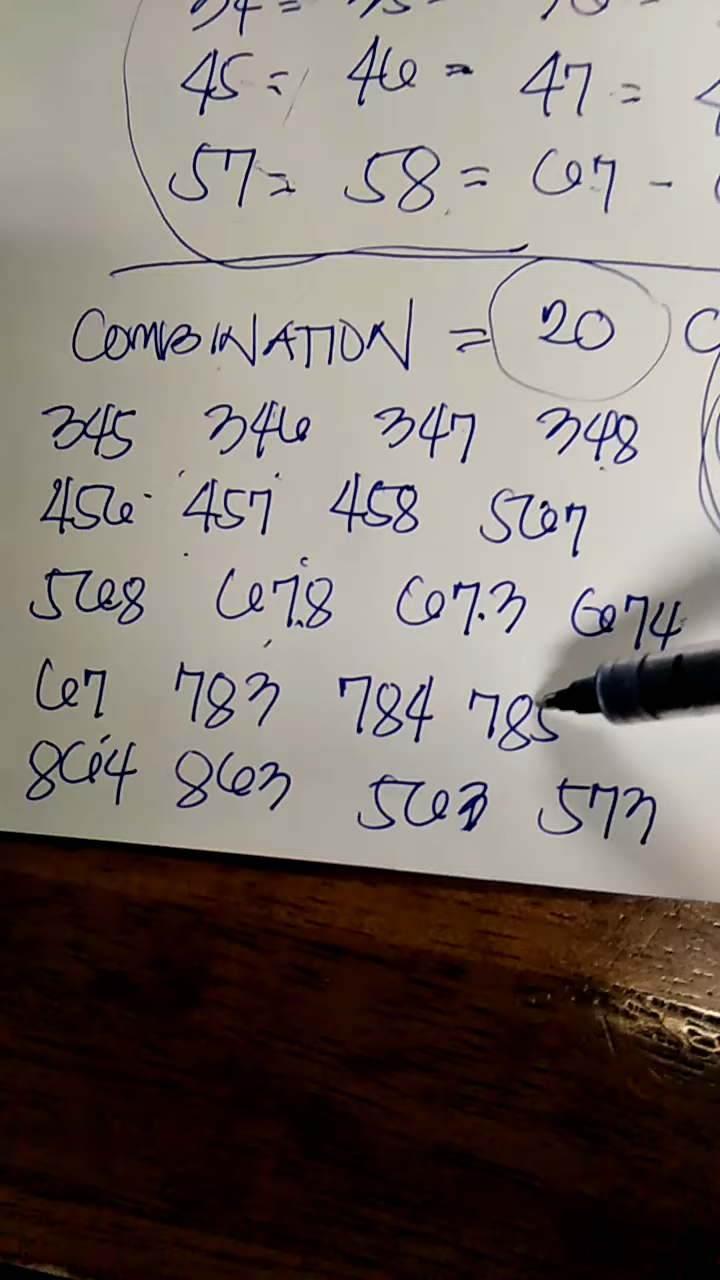 45 = 46 = 47 =
57 = 58 = 67 -
COMBINATION = 20
345 346 347 348
456 457 458 567
568 678 673 674
67 783 784 785
864 863 563 573